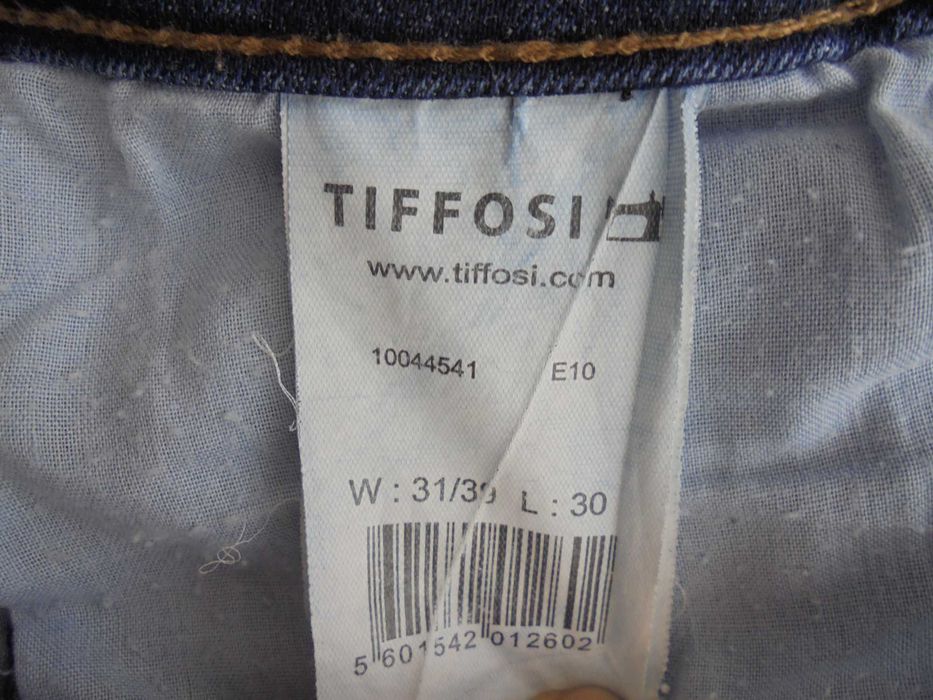 TIFFOSI
www.tiffosi.com
10044541 E10
W : 31/39 L : 30
5 601542 012602